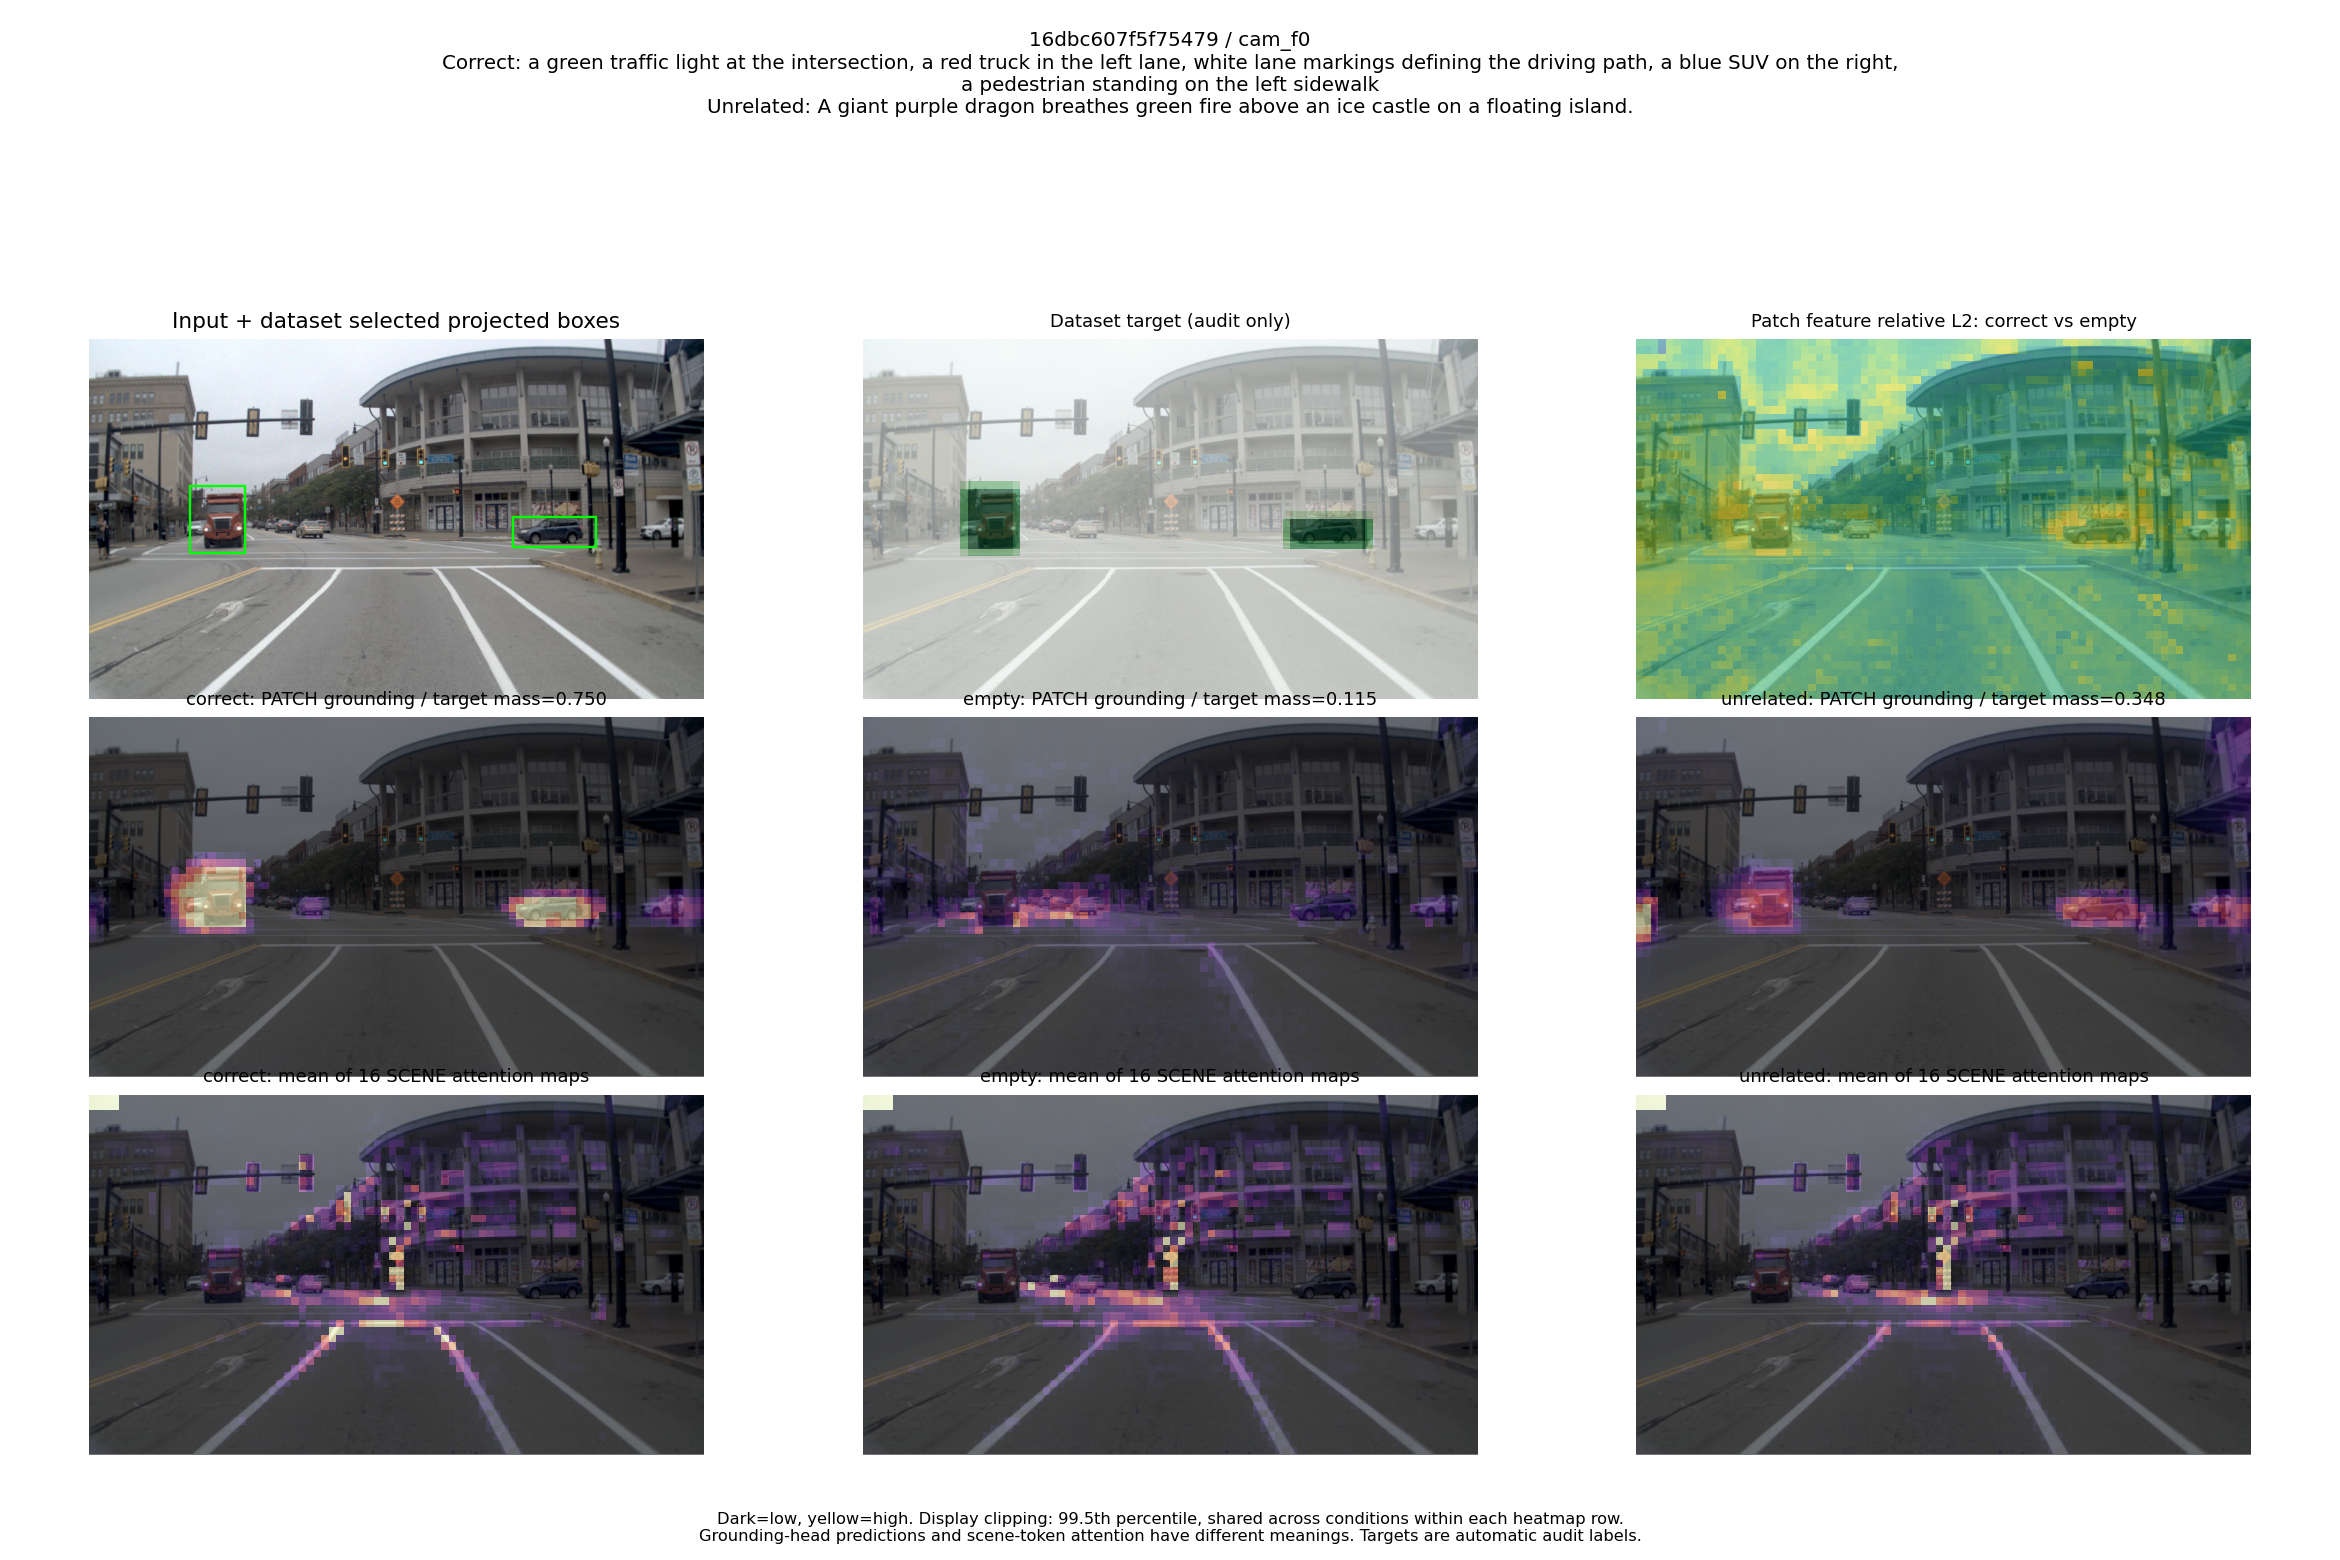 16dbc607f5f75479 / cam_f0
Correct: a green traffic light at the intersection, a red truck in the left lane, white lane markings defining the driving path, a blue SUV on the right,
a pedestrian standing on the left sidewalk
Unrelated: A giant purple dragon breathes green fire above an ice castle on a floating island.
Input + dataset selected projected boxes
Dataset target (audit only)
Patch feature relative L2: correct vs empty
correct: PATCH grounding / target mass=0.750
empty: PATCH grounding / target mass=0.115
unrelated: PATCH grounding / target mass=0.348
correct: mean of 16 SCENE attention maps
empty: mean of 16 SCENE attention maps
unrelated: mean of 16 SCENE attention maps
Dark=low, yellow=high. Display clipping: 99.5th percentile, shared across conditions within each heatmap row.
Grounding-head predictions and scene-token attention have different meanings. Targets are automatic audit labels.